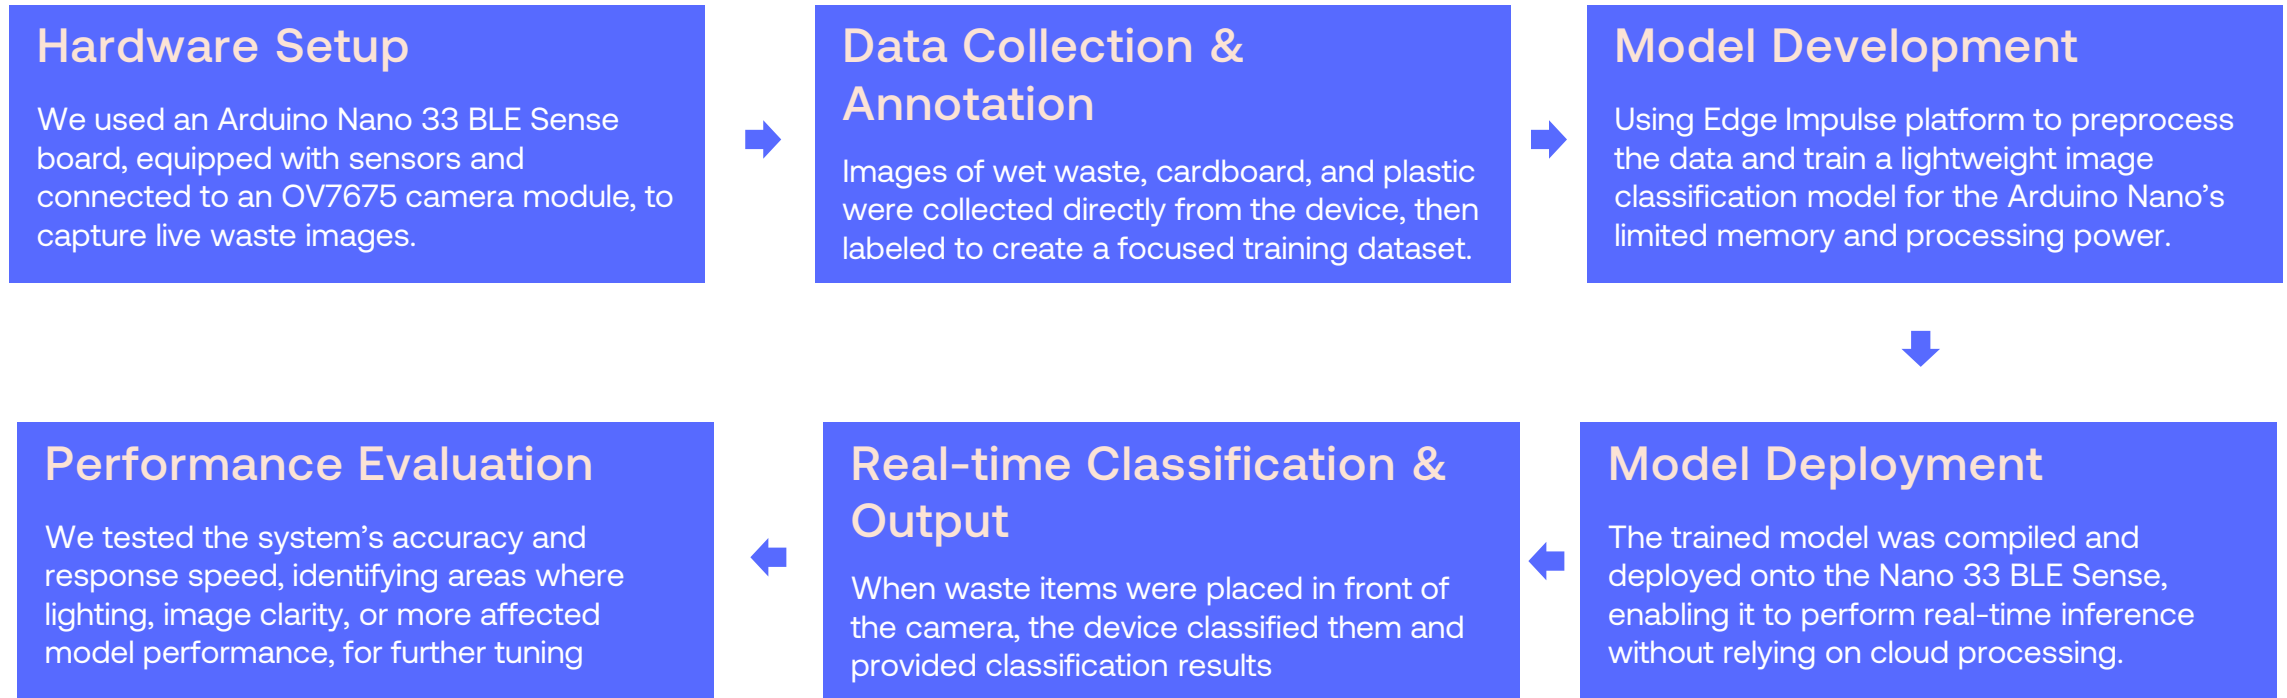 Hardware Setup
We used an Arduino Nano 33 BLE Sense
board, equipped with sensors and
connected to an OV7675 camera module, to
capture live waste images.
Data Collection &
Annotation
Images of wet waste, cardboard, and plastic
were collected directly from the device, then
labeled to create a focused training dataset.
Model Development
Using Edge Impulse platform to preprocess
the data and train a lightweight image
classification model for the Arduino Nano’s
limited memory and processing power.
Model Deployment
The trained model was compiled and
deployed onto the Nano 33 BLE Sense,
enabling it to perform real-time inference
without relying on cloud processing.
Real-time Classification &
Output
When waste items were placed in front of
the camera, the device classified them and
provided classification results
Performance Evaluation
We tested the system’s accuracy and
response speed, identifying areas where
lighting, image clarity, or more affected
model performance, for further tuning